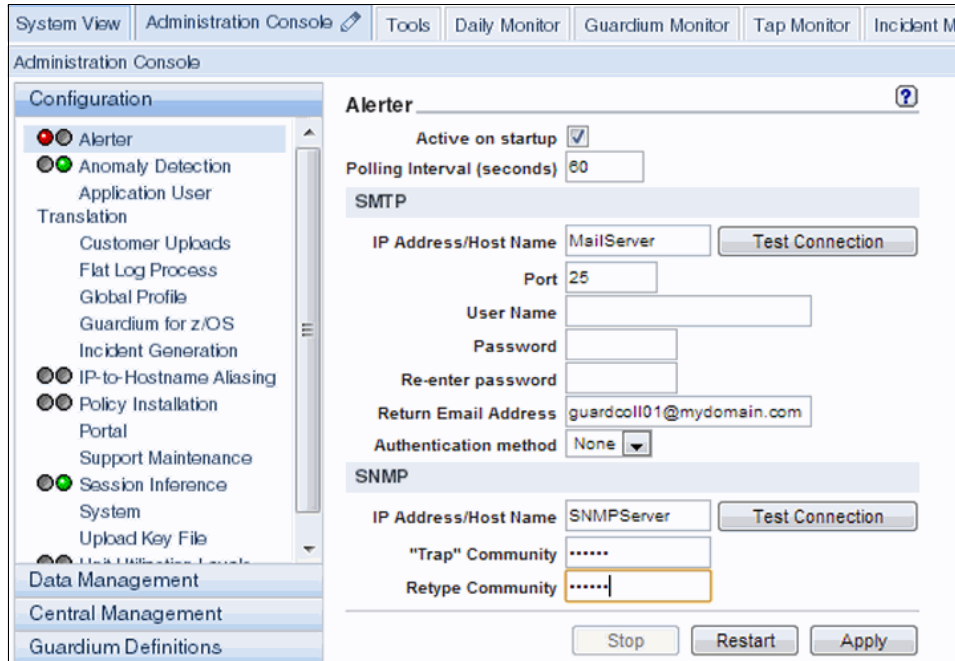 System View Administration Console Tools Daily Monitor Guardium Monitor Tap Monitor Incident M
Administration Console
Configuration
Alerter
Anomaly Detection
Application User
Translation
Customer Uploads
Flat Log Process
Global Profile
Guardium for z/OS
Incident Generation
IP-to-Hostname Aliasing
Policy Installation
Portal
Support Maintenance
Session Inference
System
Upload Key File
Unit Utilization Levels
Data Management
Central Management
Guardium Definitions
Alerter ?
Active on startup
Polling Interval (seconds) 60
SMTP
IP Address/Host Name MailServer Test Connection
Port 25
User Name
Password
Re-enter password
Return Email Address guardcoll01@mydomain.com
Authentication method None
SNMP
IP Address/Host Name SNMPServer Test Connection
"Trap" Community ••••••
Retype Community ••••••
Stop Restart Apply